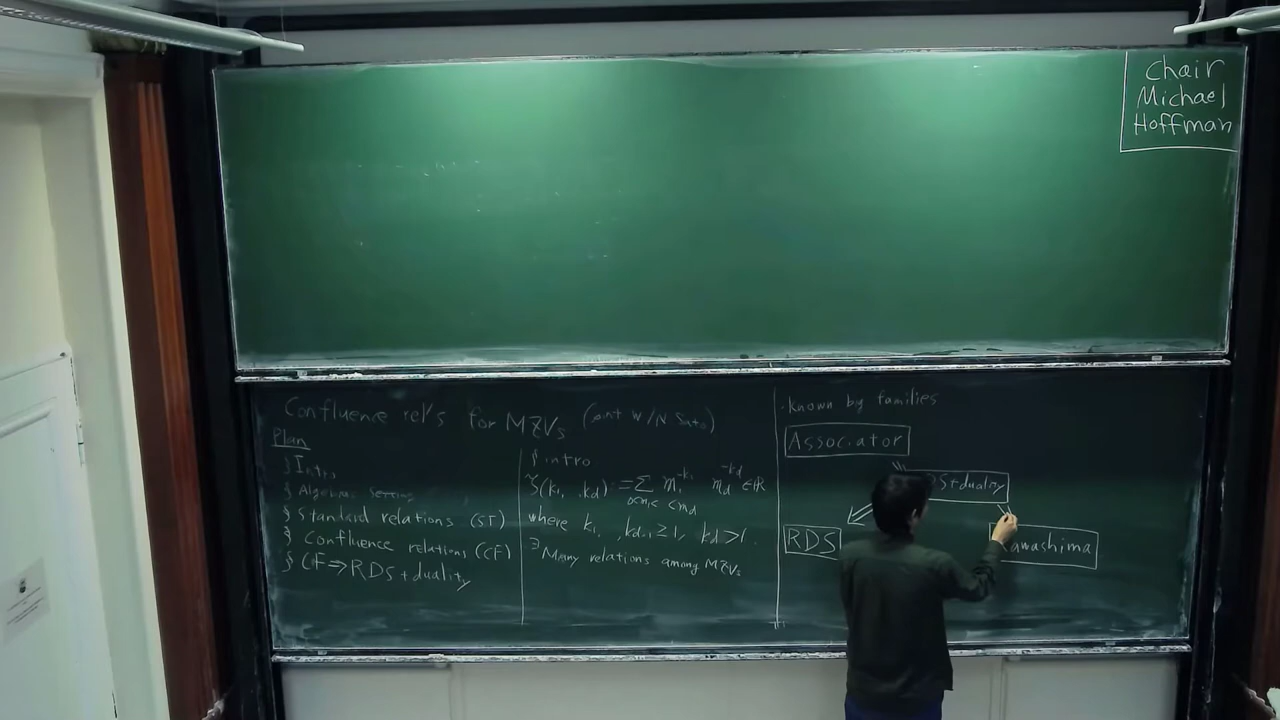 chair
Michael
Hoffman
Confluence rel's for MZVs (joint w/ N. Sato)
Plan
§ Intro
§ Algebraic setting
§ Standard relations (ST)
§ Confluence relations (CF)
§ CF ⇒ RDS + duality
§ intro
ζ(k₁, kd) := Σ m₁^-k₁ md^-kd ∈ ℝ
0<m₁< <md
where k₁, kd-1 ≥ 1, kd > 1.
∃ Many relations among MZVs
· known by families
Associator
S+duality
RDS
awashima